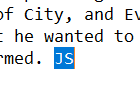 of City, and Ev
t he wanted to
rmed. JS